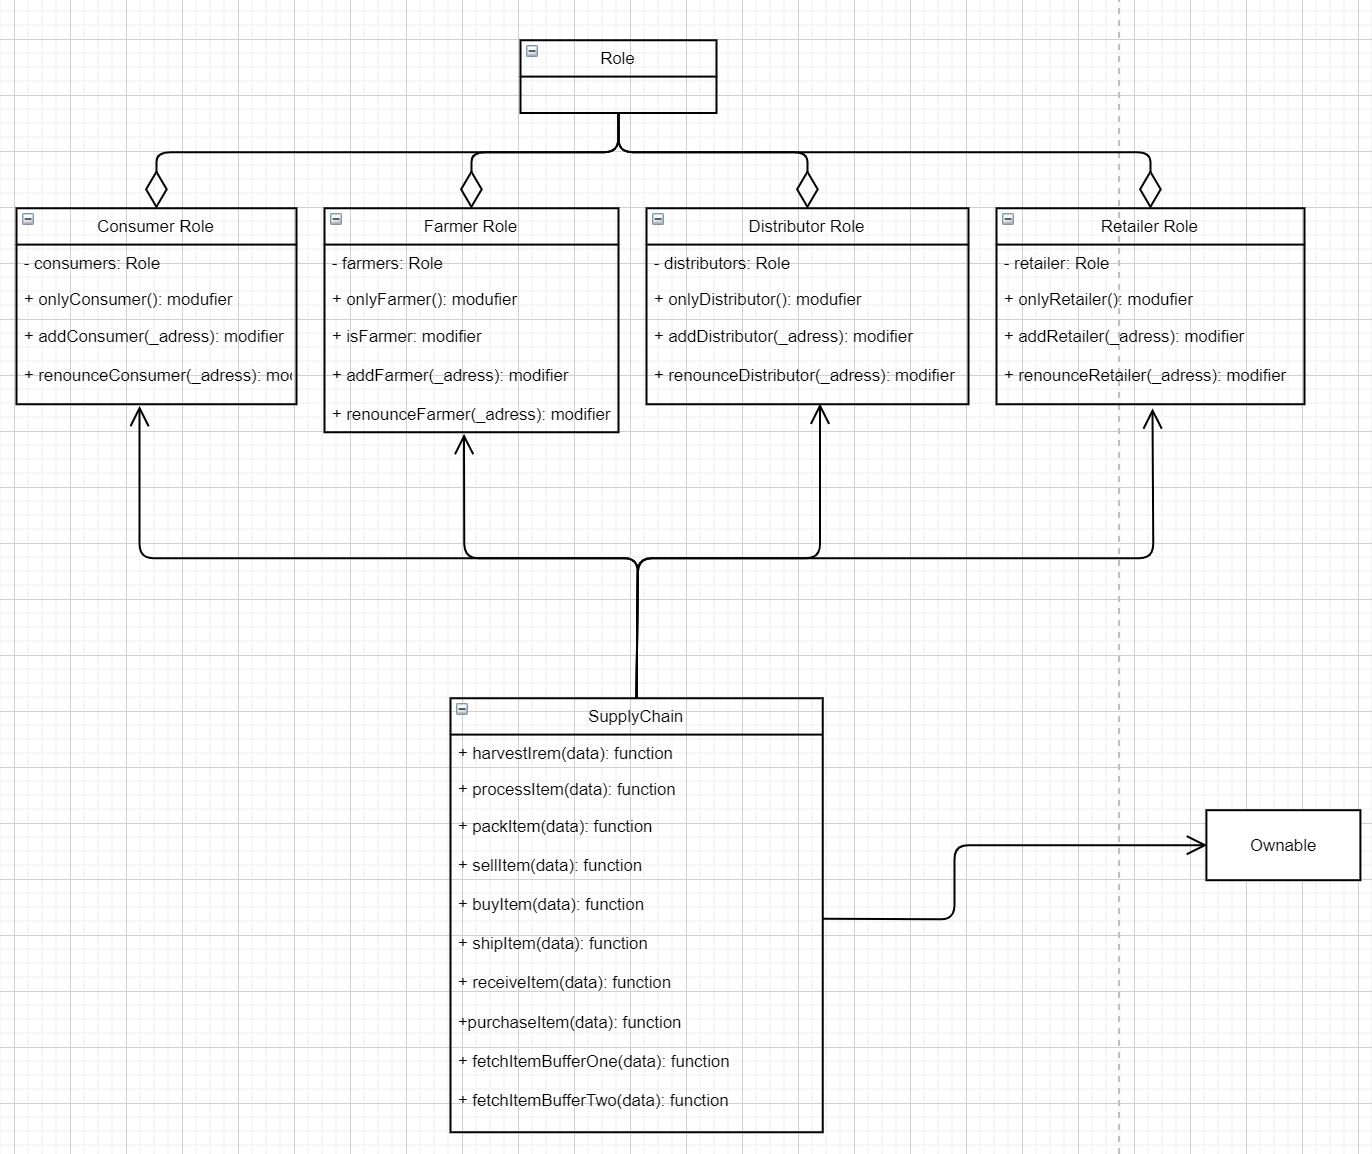 Role
Consumer Role
- consumers: Role
+ onlyConsumer(): modufier
+ addConsumer(_adress): modifier
+ renounceConsumer(_adress): mo
Farmer Role
- farmers: Role
+ onlyFarmer(): modufier
+ isFarmer: modifier
+ addFarmer(_adress): modifier
+ renounceFarmer(_adress): modifier
Distributor Role
- distributors: Role
+ onlyDistributor(): modufier
+ addDistributor(_adress): modifier
+ renounceDistributor(_adress): modifier
Retailer Role
- retailer: Role
+ onlyRetailer(): modufier
+ addRetailer(_adress): modifier
+ renounceRetailer(_adress): modifier
SupplyChain
+ harvestIrem(data): function
+ processItem(data): function
+ packItem(data): function
+ sellItem(data): function
+ buyItem(data): function
+ shipItem(data): function
+ receiveItem(data): function
+purchaseItem(data): function
+ fetchItemBufferOne(data): function
+ fetchItemBufferTwo(data): function
Ownable